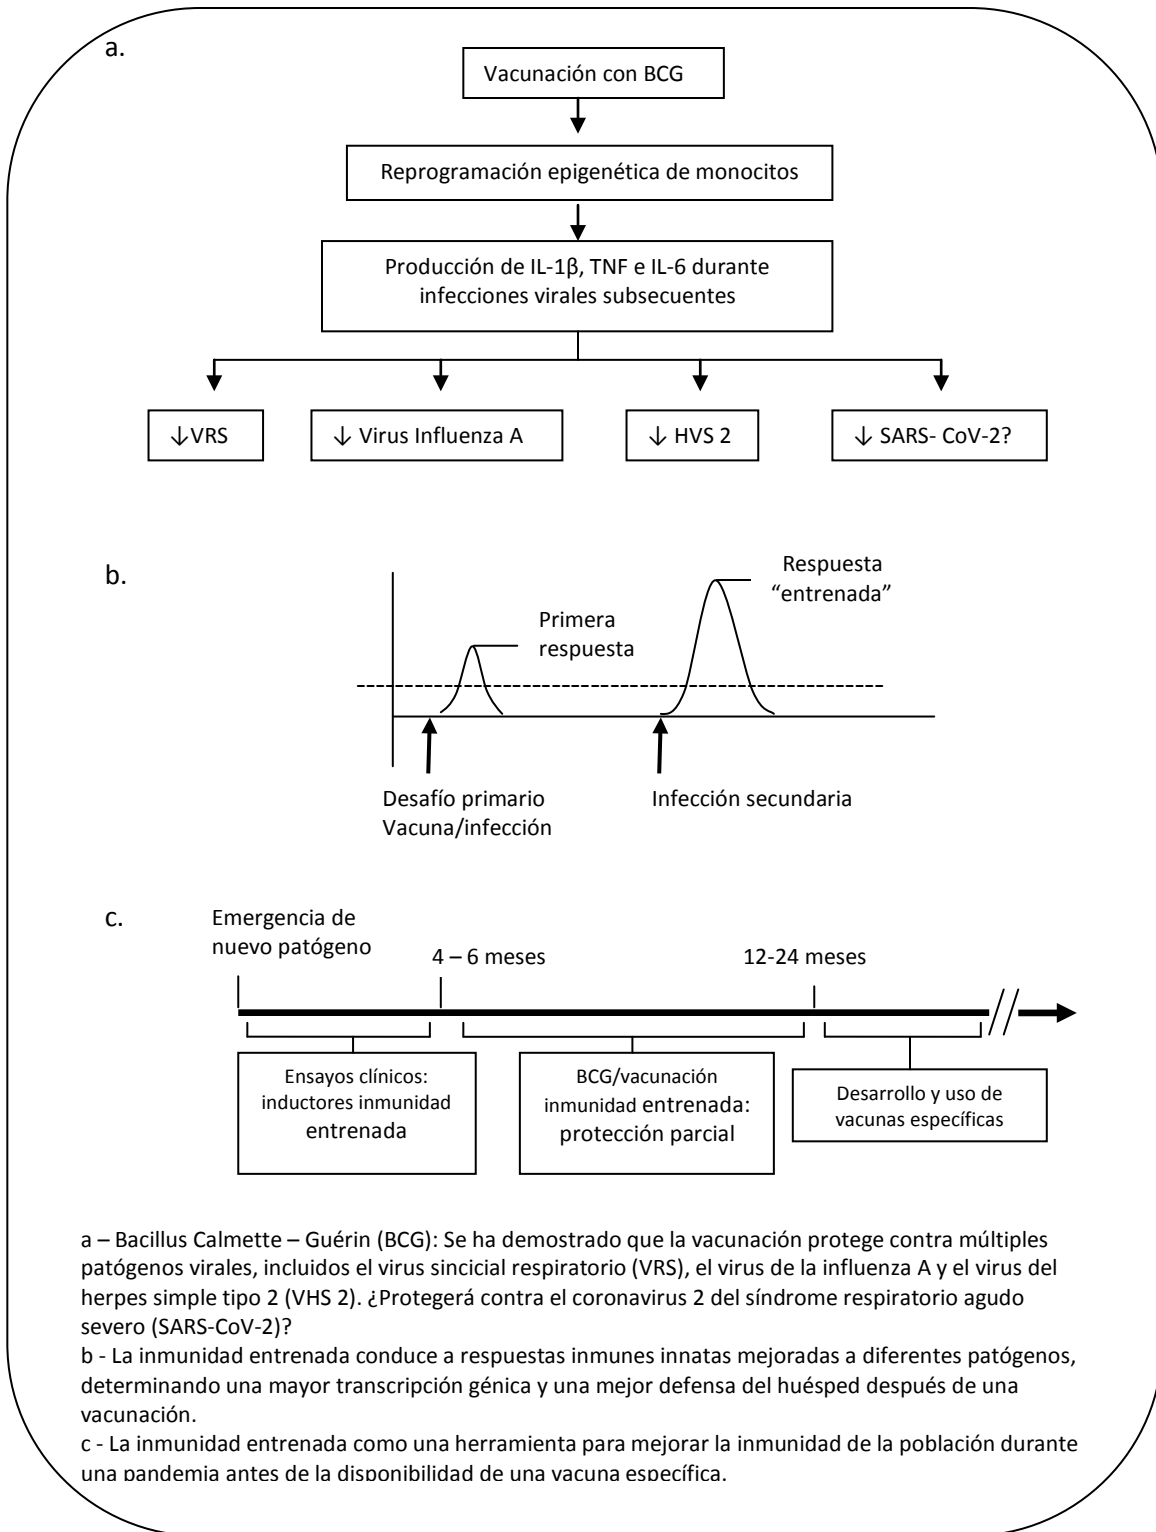 a.
Vacunación con BCG
Reprogramación epigenética de monocitos
Producción de IL-1β, TNF e IL-6 durante
infecciones virales subsecuentes
↓VRS
↓ Virus Influenza A
↓ HVS 2
↓ SARS- CoV-2?
b.
Respuesta
“entrenada”
Primera
respuesta
Desafío primario
Vacuna/infección
Infección secundaria
c.
Emergencia de
nuevo patógeno
4 – 6 meses
12-24 meses
Ensayos clínicos:
inductores inmunidad
entrenada
BCG/vacunación
inmunidad entrenada:
protección parcial
Desarrollo y uso de
vacunas específicas
a – Bacillus Calmette – Guérin (BCG): Se ha demostrado que la vacunación protege contra múltiples
patógenos virales, incluidos el virus sincicial respiratorio (VRS), el virus de la influenza A y el virus del
herpes simple tipo 2 (VHS 2). ¿Protegerá contra el coronavirus 2 del síndrome respiratorio agudo
severo (SARS-CoV-2)?
b - La inmunidad entrenada conduce a respuestas inmunes innatas mejoradas a diferentes patógenos,
determinando una mayor transcripción génica y una mejor defensa del huésped después de una
vacunación.
c - La inmunidad entrenada como una herramienta para mejorar la inmunidad de la población durante
una pandemia antes de la disponibilidad de una vacuna específica.